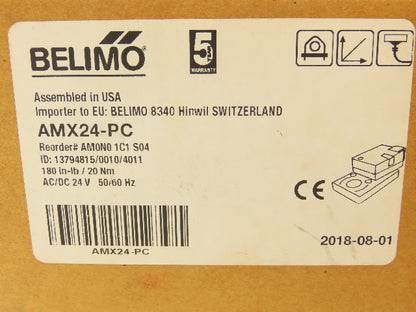 BELIMO
5
WARRANTY
Assembled in USA
Importer to EU: BELIMO 8340 Hinwil SWITZERLAND
AMX24-PC
Reorder# AM0N0 1C1 S04
ID: 13794815/0010/4011
180 in-lb / 20 Nm
AC/DC 24 V 50/60 Hz
CE
AMX24-PC
2018-08-01